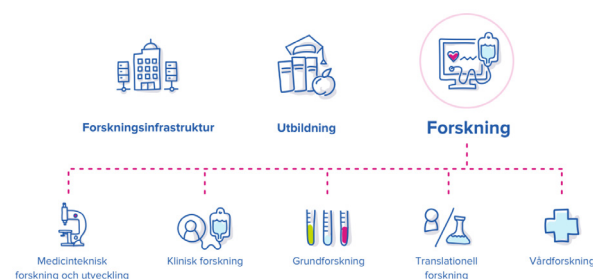 Forskningsinfrastruktur
Utbildning
Forskning
Medicinteknisk
forskning och utveckling
Klinisk forskning
Grundforskning
Translationell
forskning
Vårdforskning